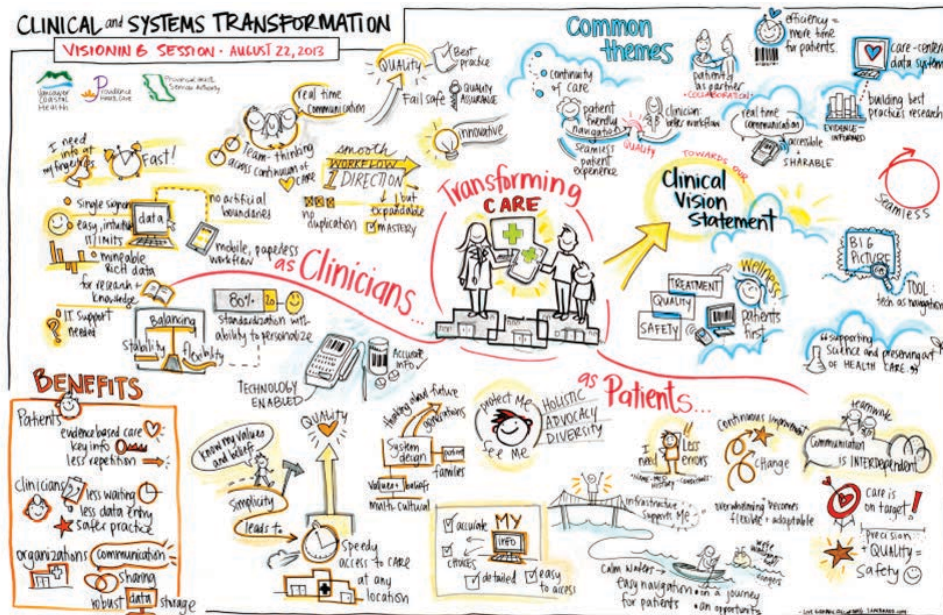 CLINICAL and SYSTEMS TRANSFORMATION
VISIONING SESSION - AUGUST 22, 2013
Vancouver
Coastal
Health
Providence
Health Care
Provincial Health
Services Authority
I need
info at my
fingertips
Fast!
real time
communication
Team-thinking
across continuum of
CARE
QUALITY
Best
practice
Fail safe
QUALITY
ASSURANCE
innovative
smooth
WORKFLOW
1 DIRECTION
no
duplication
1 but
expandable
MASTERY
single signon
easy, intuitive
IT/limits
data
no artificial
boundaries
mobile, paperless
workflow
mineable
RICH data
for research +
knowledge
IT support
needed
Balancing
stability
flexibility
80%
20
standardization with
ability to personalize
as Clinicians...
TECHNOLOGY
ENABLED
Accurate
info
Transforming
CARE
Common
themes
continuity
of care
patient
friendly
navigation
seamless
patient
experience
clinician
better workflow
QUALITY
patient
as partner
+COLLABORATION
real time
communication
accessible
+ SHARABLE
efficiency =
more time
for patients
care-centered
data system
EVIDENCE-INFORMED
building best
practices research
TOWARDS OUR
Clinical
Vision
Statement
SEAMLESS
BIG
PICTURE
TOOL:
tech as navigation
TREATMENT
QUALITY
SAFETY
wellness
patients
first
"supporting
science and preserving art
OF HEALTH CARE."
as Patients...
BENEFITS
Patients
evidence based care
key info
less repetition
clinicians
less waiting
less data entry
safer practice
organizations
communication
sharing
robust data storage
know my values
and beliefs
simplicity
leads to
QUALITY
speedy
access to CARE
at any
location
thinking about future
generations
System
design
patient
families
values +
beliefs
multi-cultural
protect Me
see Me
HOLISTIC
ADVOCACY
DIVERSITY
accurate
choices
detailed
MY
info
easy
to access
I
need
less
errors
continuous improvement
CHANGE
infrastructure
supports ME
overwhelming becomes
flexible + adaptable
calm waters -
easy navigation
for patients
on a journey
an opportunity
teamwork
communication
is INTERDEPENDENT
care is
on target!
precision
+ QUALITY =
Safety